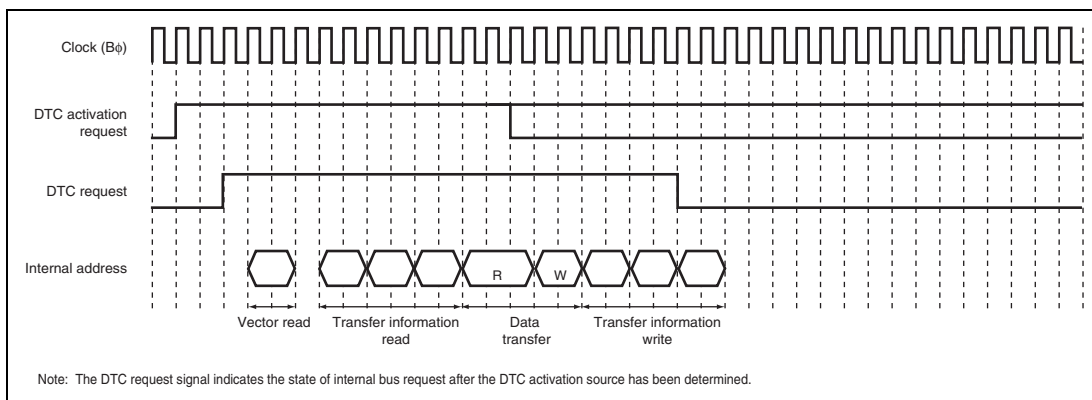 Clock (Bϕ)
DTC activation
request
DTC request
Internal address
R
W
Vector read
Transfer information
read
Data
transfer
Transfer information
write
Note: The DTC request signal indicates the state of internal bus request after the DTC activation source has been determined.